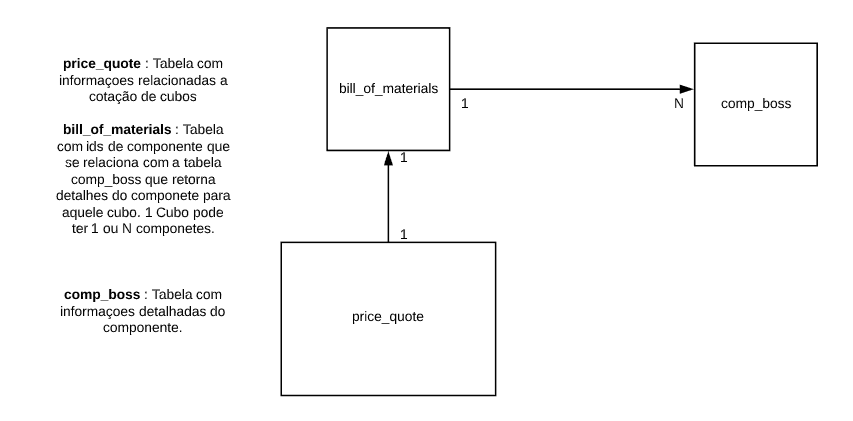 price_quote : Tabela com
informaçoes relacionadas a
cotação de cubos
bill_of_materials : Tabela
com ids de componente que
se relaciona com a tabela
comp_boss que retorna
detalhes do componete para
aquele cubo. 1 Cubo pode
ter 1 ou N componetes.
comp_boss : Tabela com
informaçoes detalhadas do
componente.
bill_of_materials
comp_boss
1
N
1
1
price_quote